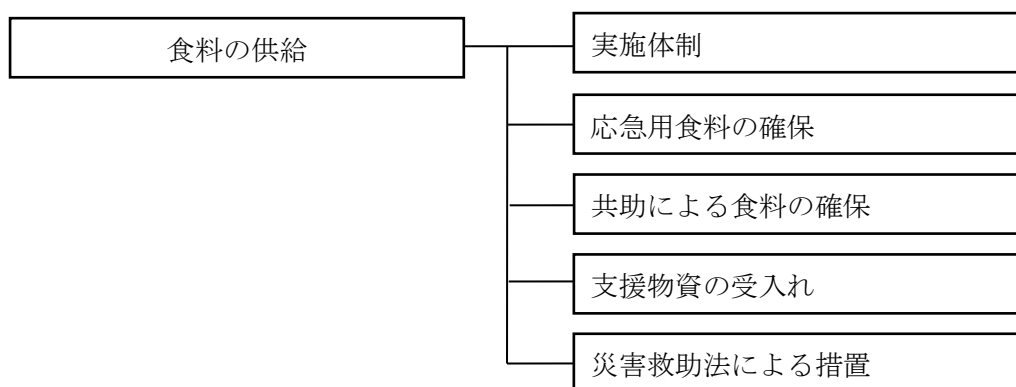 食料の供給
実施体制
応急用食料の確保
共助による食料の確保
支援物資の受入れ
災害救助法による措置